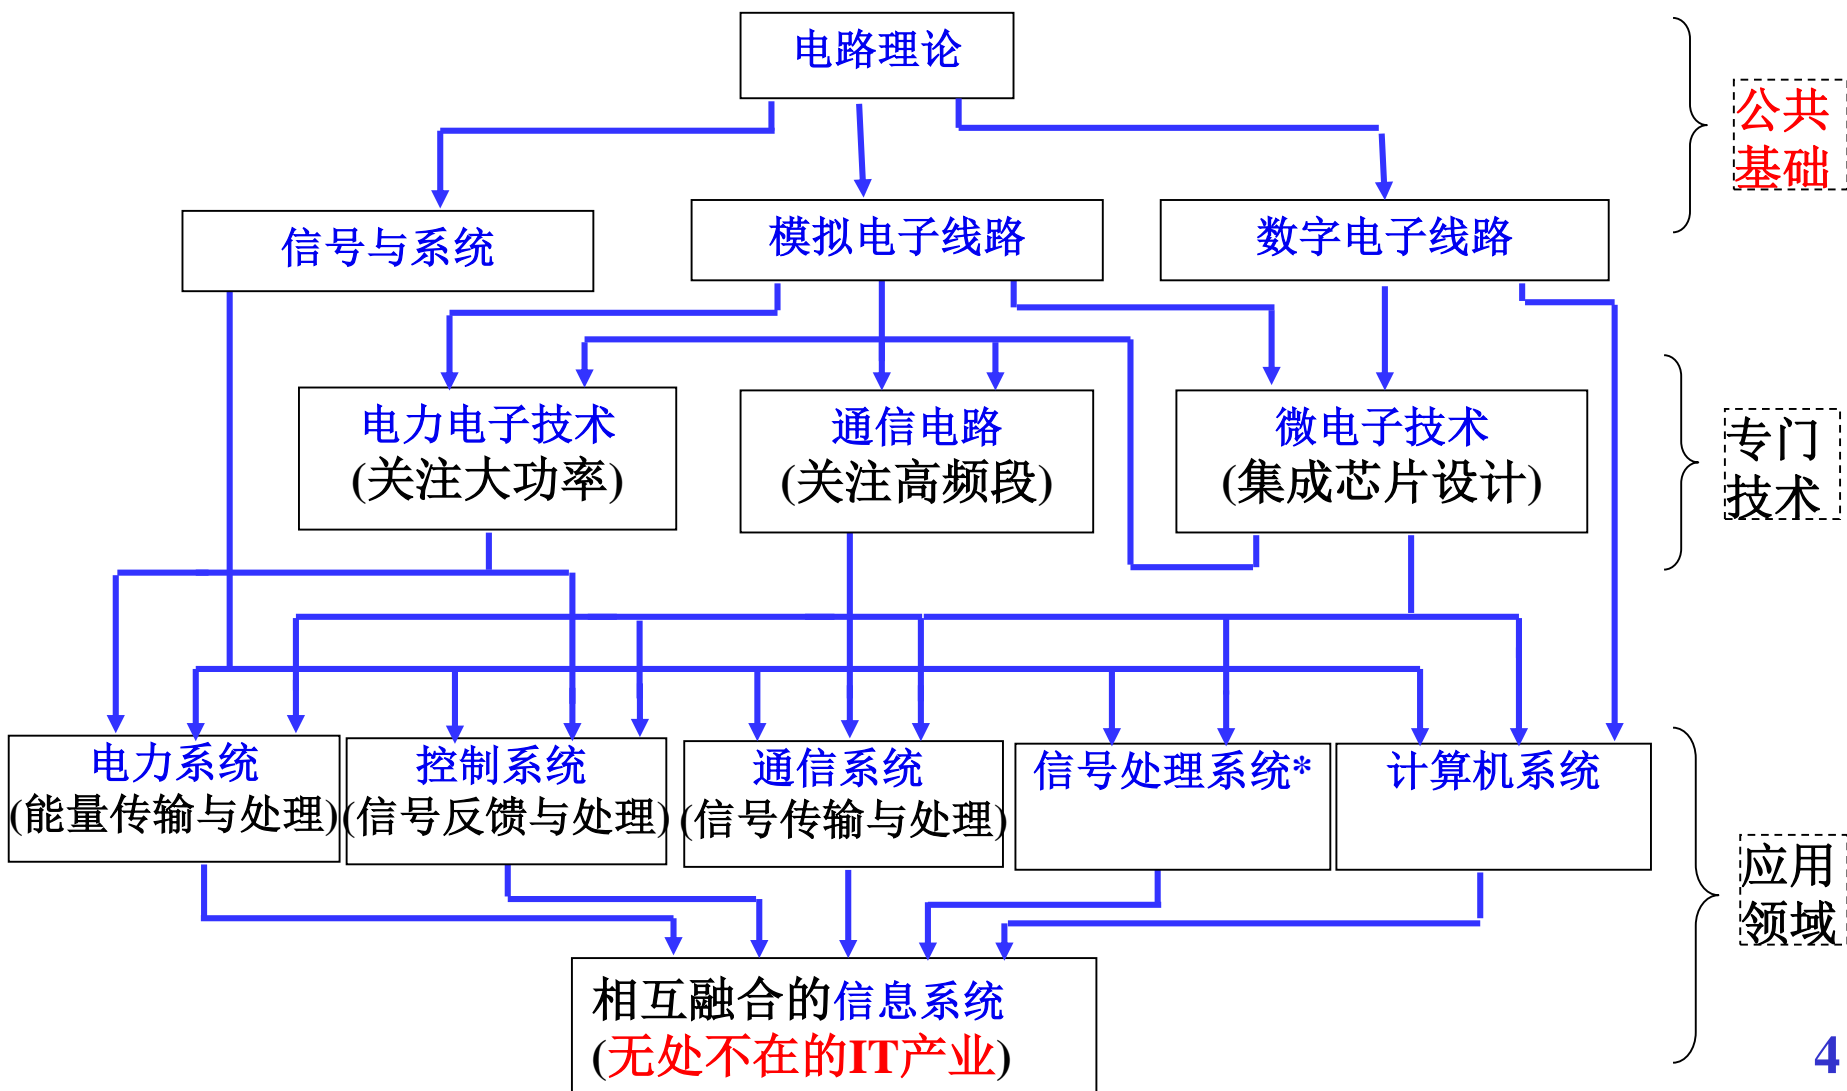 电路理论
公共
基础
信号与系统
模拟电子线路
数字电子线路
电力电子技术
(关注大功率)
通信电路
(关注高频段)
微电子技术
(集成芯片设计)
专门
技术
电力系统
(能量传输与处理)
控制系统
(信号反馈与处理)
通信系统
(信号传输与处理)
信号处理系统*
计算机系统
应用
领域
相互融合的信息系统
(无处不在的IT产业)
4